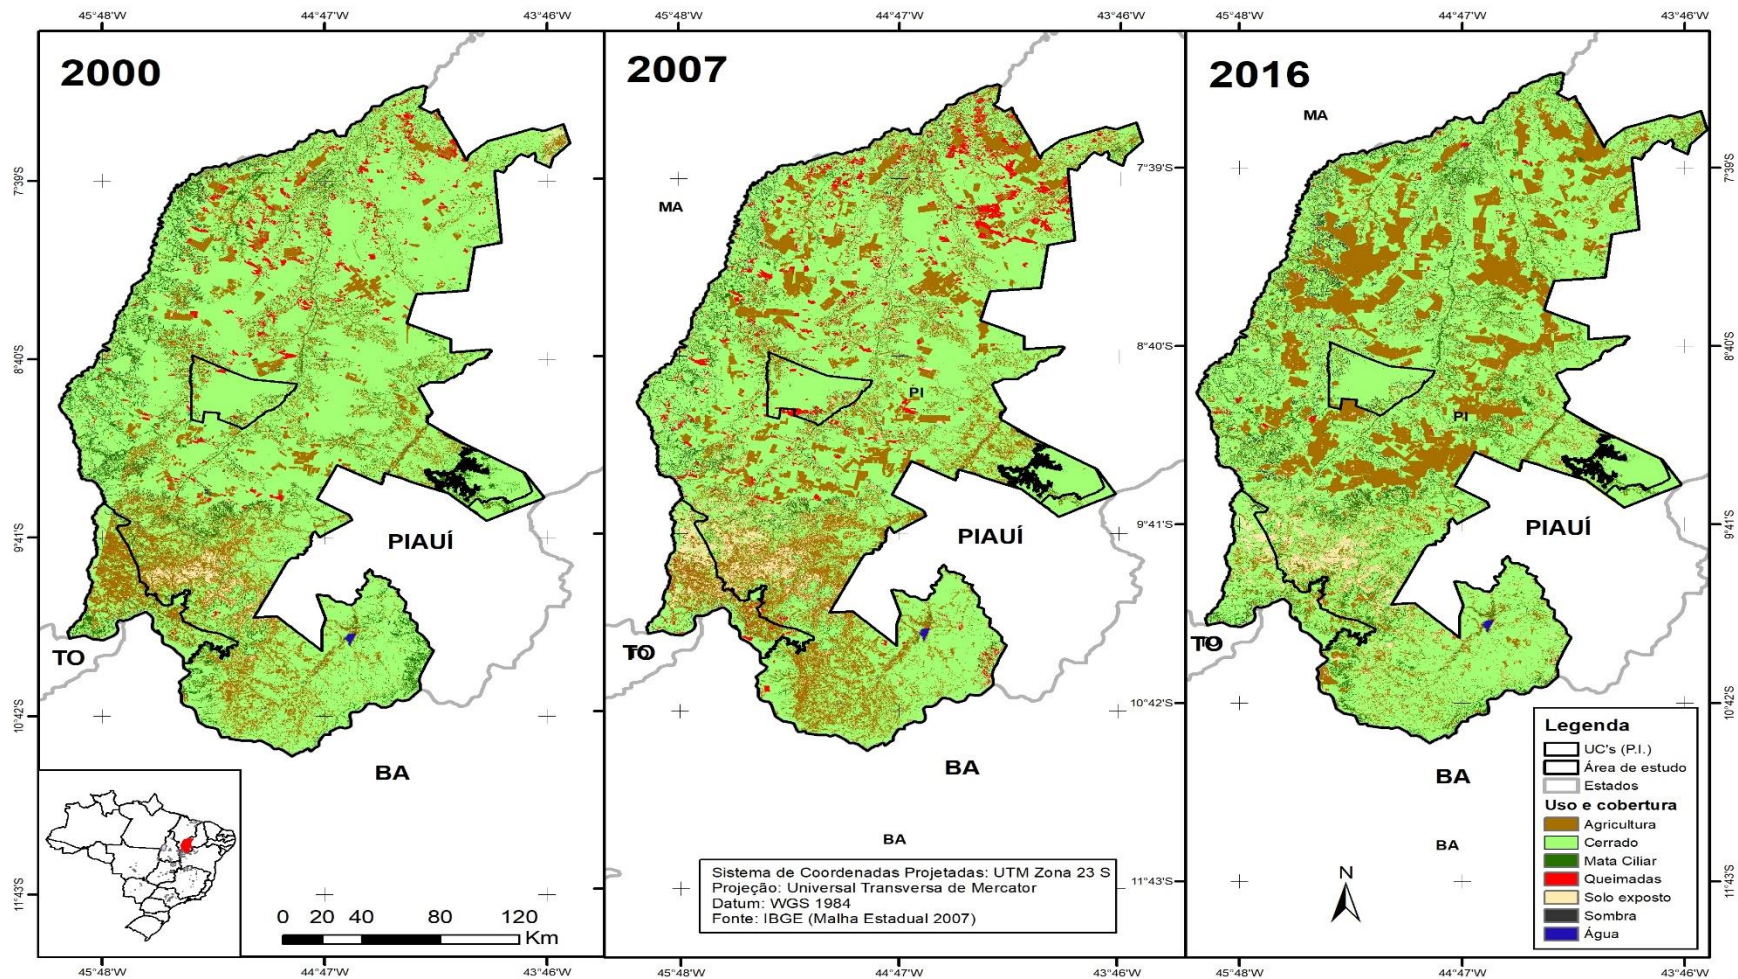 45°48'W 44°47'W 43°46'W 45°48'W 44°47'W 43°46'W 45°48'W 44°47'W 43°46'W
2000
2007
2016
MA
MA
7°39'S
7°39'S
7°39'S
8°40'S
8°40'S
8°40'S
PI
PI
9°41'S
9°41'S
9°41'S
PIAUÍ
PIAUÍ
PIAUÍ
TO
TO
TO
10°42'S
10°42'S
10°42'S
BA
BA
BA
BA
BA
11°43'S
11°43'S
11°43'S
0 20 40 80 120
Km
Sistema de Coordenadas Projetadas: UTM Zona 23 S
Projeção: Universal Transversa de Mercator
Datum: WGS 1984
Fonte: IBGE (Malha Estadual 2007)
N
Legenda
UC's (P.I.)
Área de estudo
Estados
Uso e cobertura
Agricultura
Cerrado
Mata Ciliar
Queimadas
Solo exposto
Sombra
Água
45°48'W 44°47'W 43°46'W 45°48'W 44°47'W 43°46'W 45°48'W 44°47'W 43°46'W